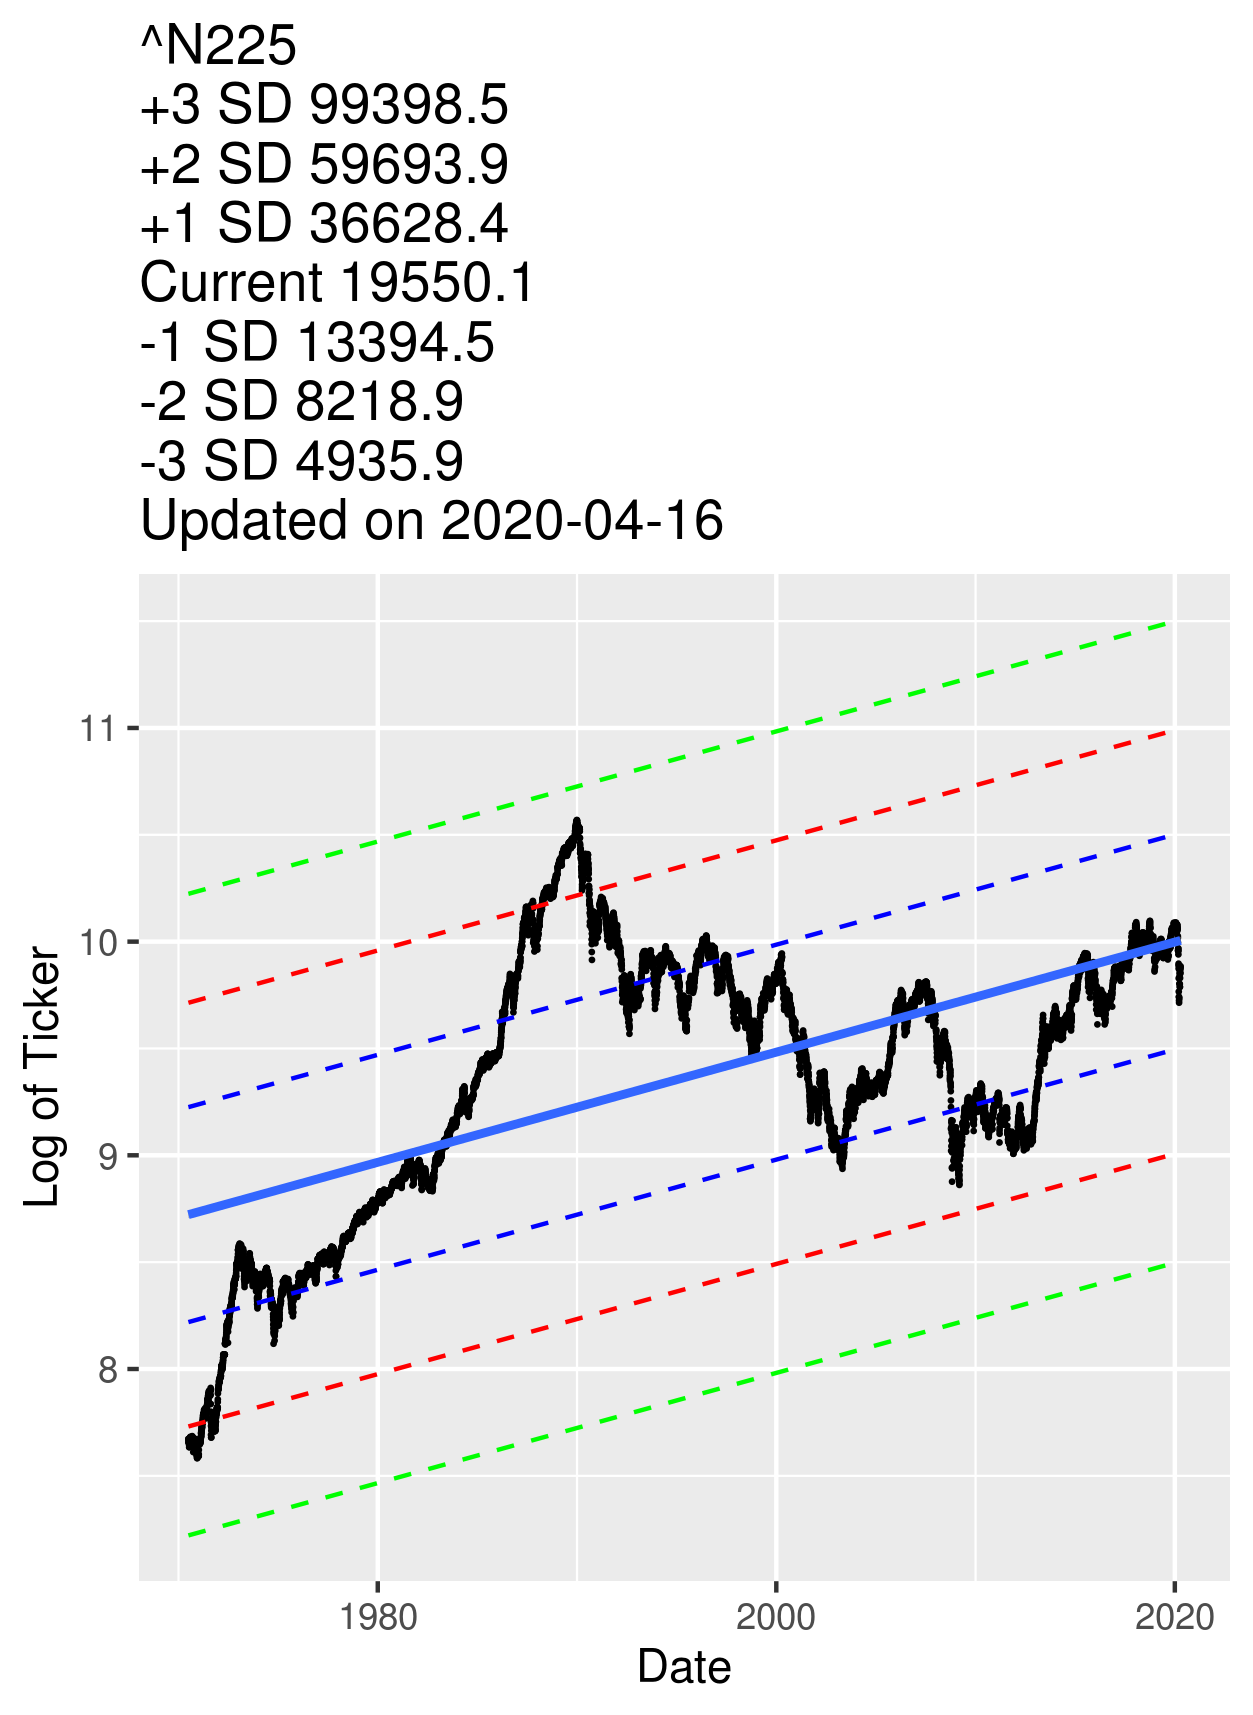 ^N225
+3 SD 99398.5
+2 SD 59693.9
+1 SD 36628.4
Current 19550.1
-1 SD 13394.5
-2 SD 8218.9
-3 SD 4935.9
Updated on 2020-04-16
11
10
9
8
Log of Ticker
1980
2000
2020
Date